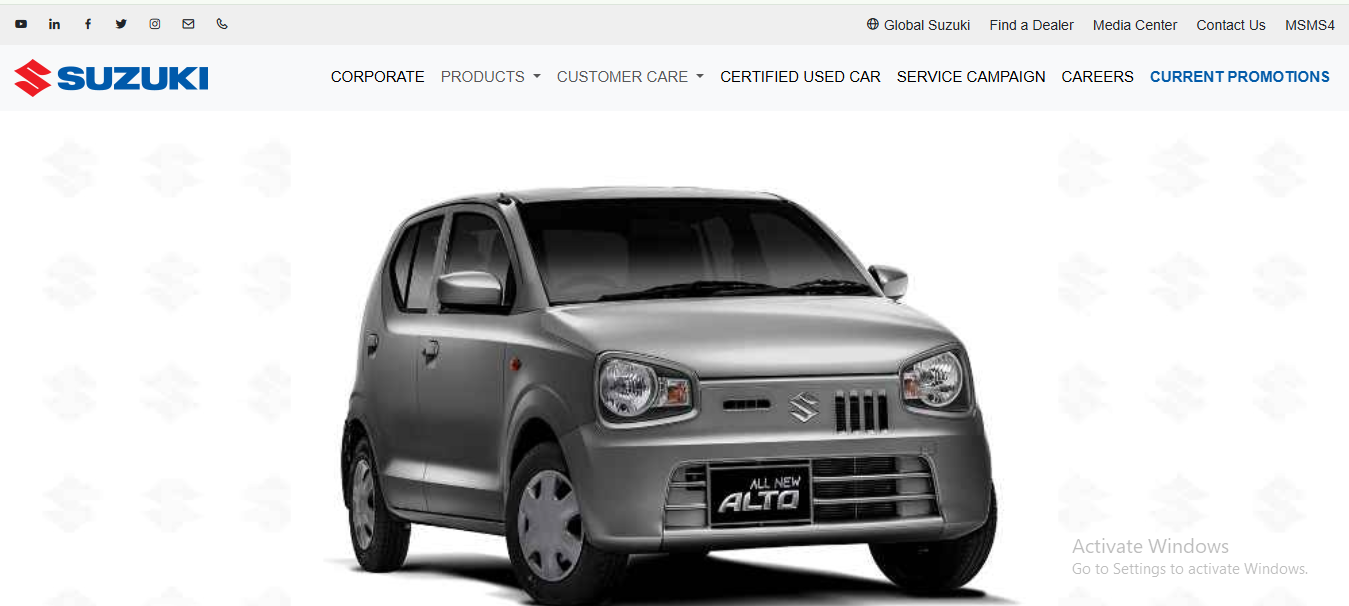 Global Suzuki Find a Dealer Media Center Contact Us MSMS4
SUZUKI CORPORATE PRODUCTS CUSTOMER CARE CERTIFIED USED CAR SERVICE CAMPAIGN CAREERS CURRENT PROMOTIONS
ALL NEW
ALTO
Activate Windows
Go to Settings to activate Windows.